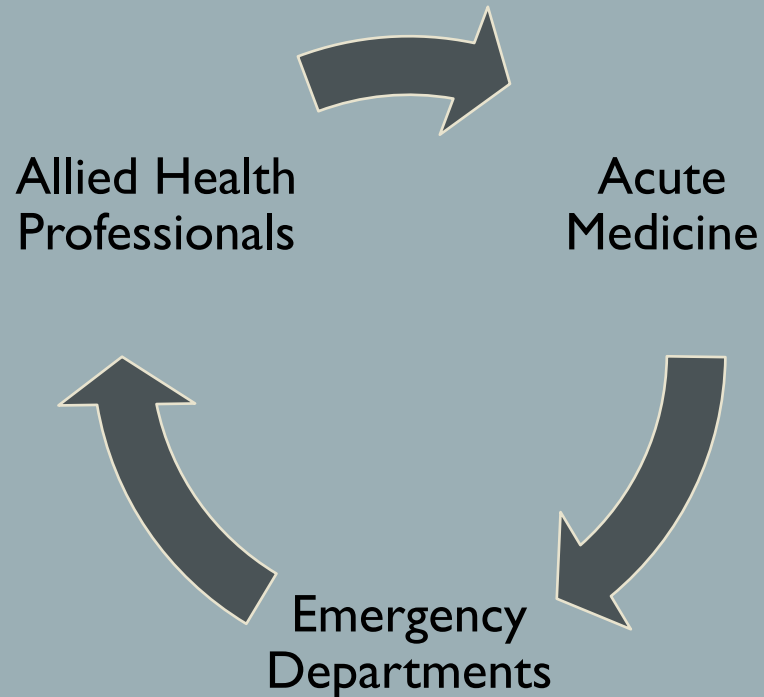 Allied Health
Professionals
Acute
Medicine
Emergency
Departments